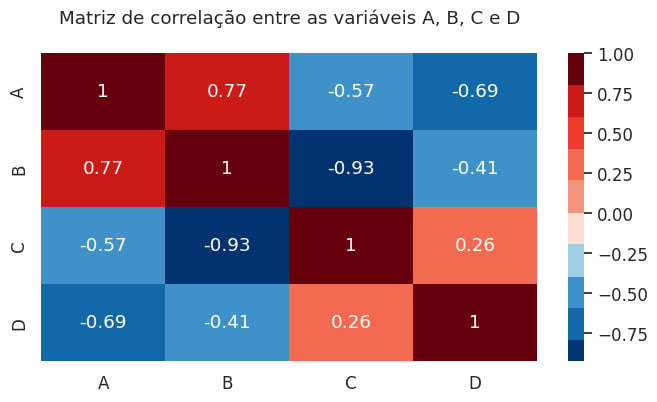 Matriz de correlação entre as variáveis A, B, C e D
A 1 0.77 -0.57 -0.69
B 0.77 1 -0.93 -0.41
C -0.57 -0.93 1 0.26
D -0.69 -0.41 0.26 1
A B C D
1.00
0.75
0.50
0.25
0.00
−0.25
−0.50
−0.75